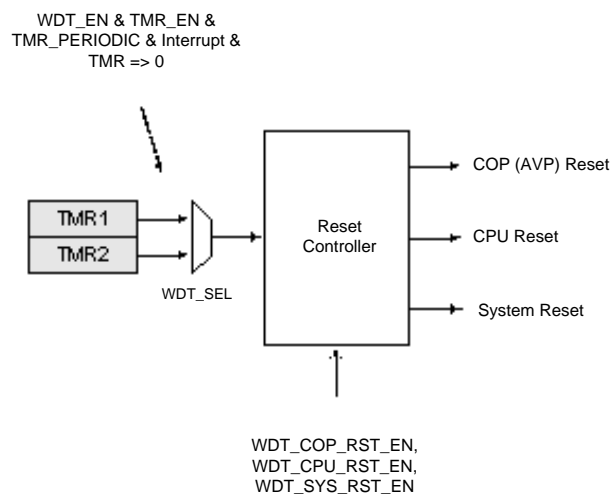 WDT_EN & TMR_EN &
TMR_PERIODIC & Interrupt &
TMR => 0
COP (AVP) Reset
TMR1
Reset
Controller
CPU Reset
TMR2
WDT_SEL
System Reset
WDT_COP_RST_EN,
WDT_CPU_RST_EN,
WDT_SYS_RST_EN